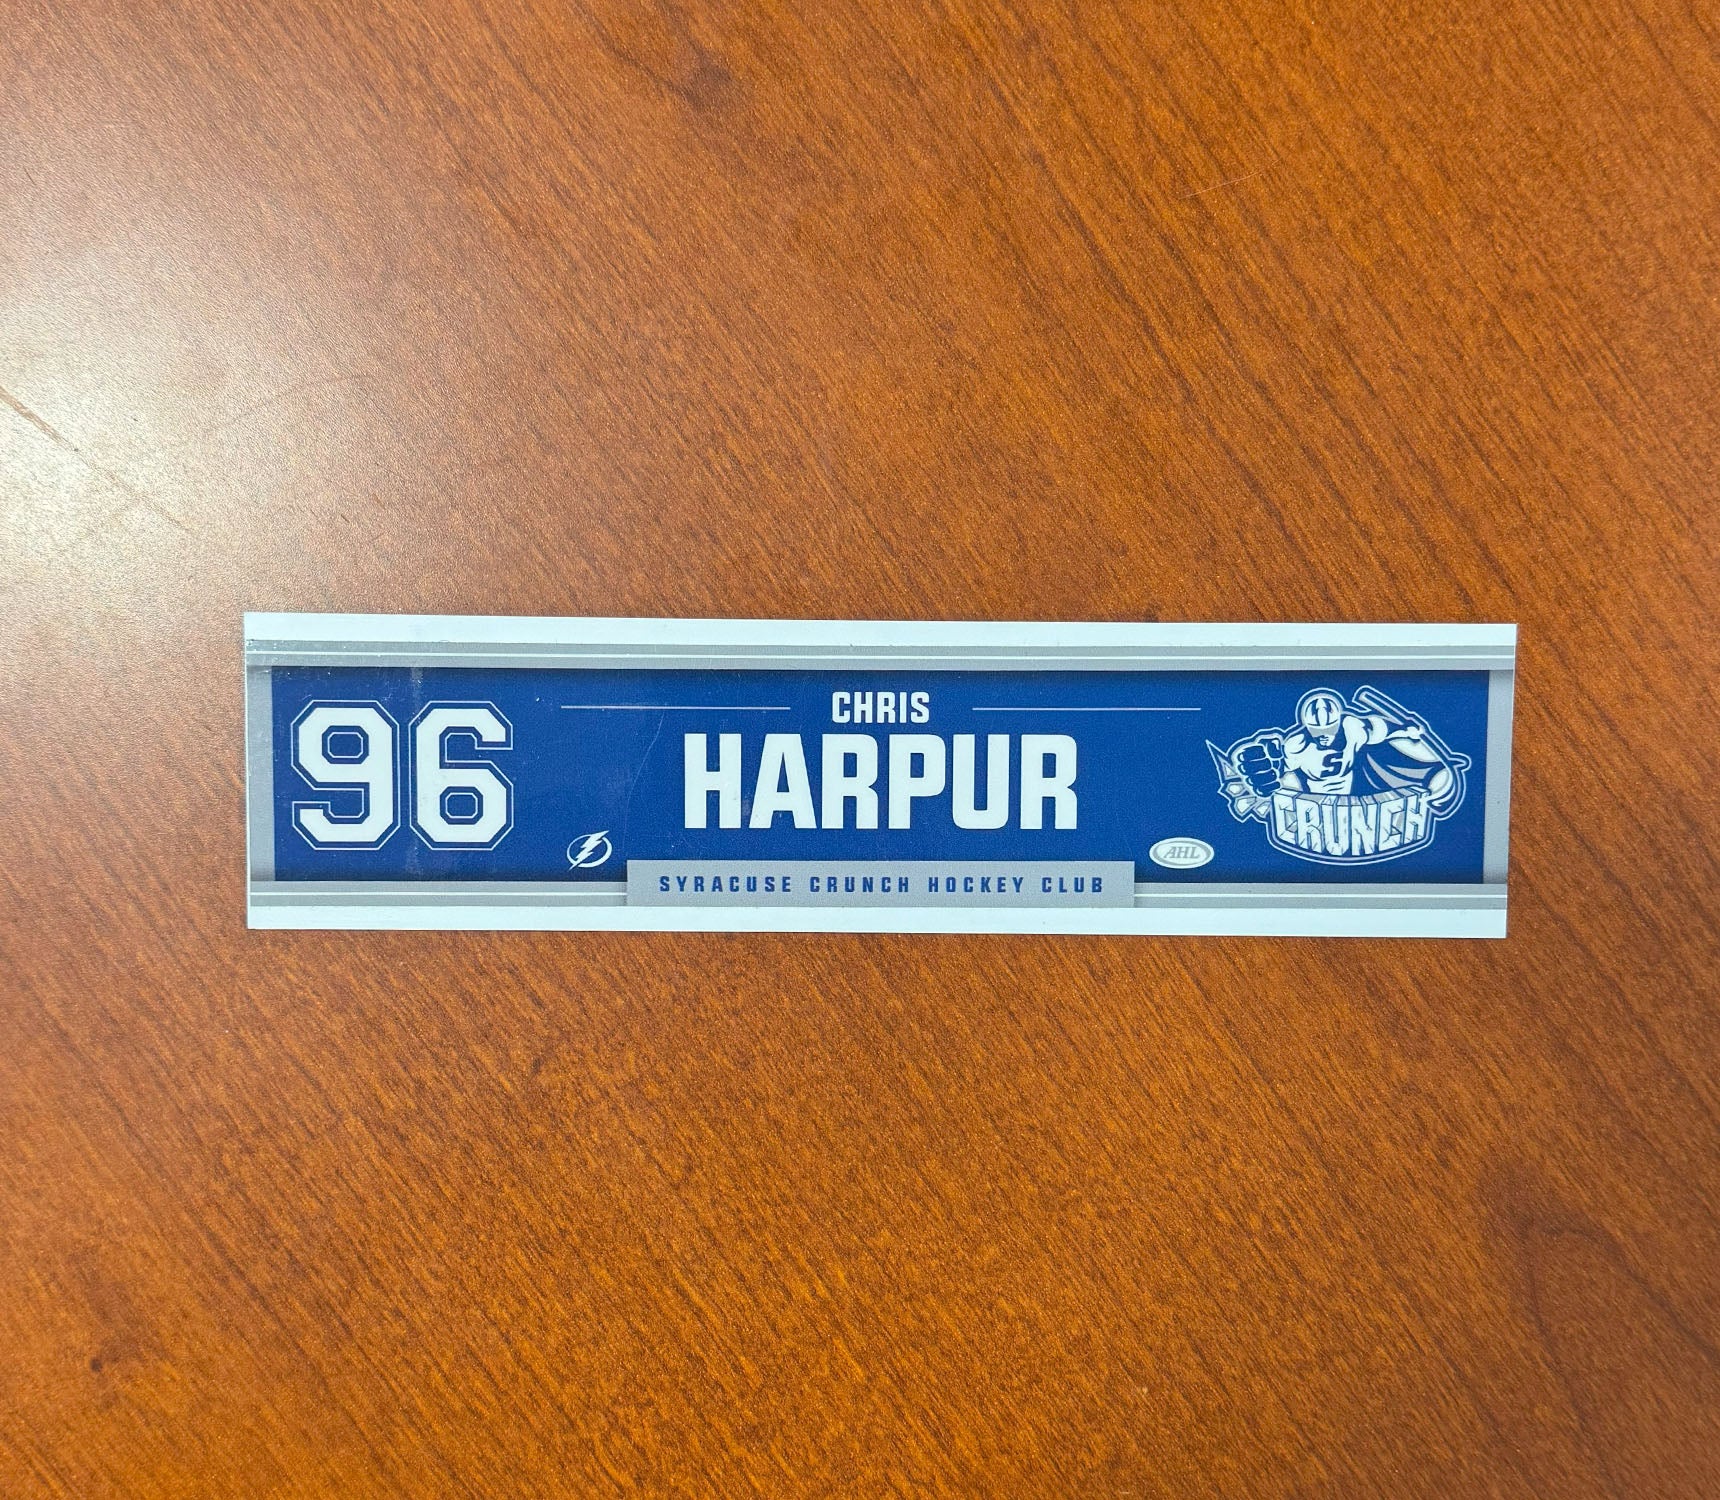 96
CHRIS
HARPUR
AHL
S
CRUNCH
SYRACUSE CRUNCH HOCKEY CLUB